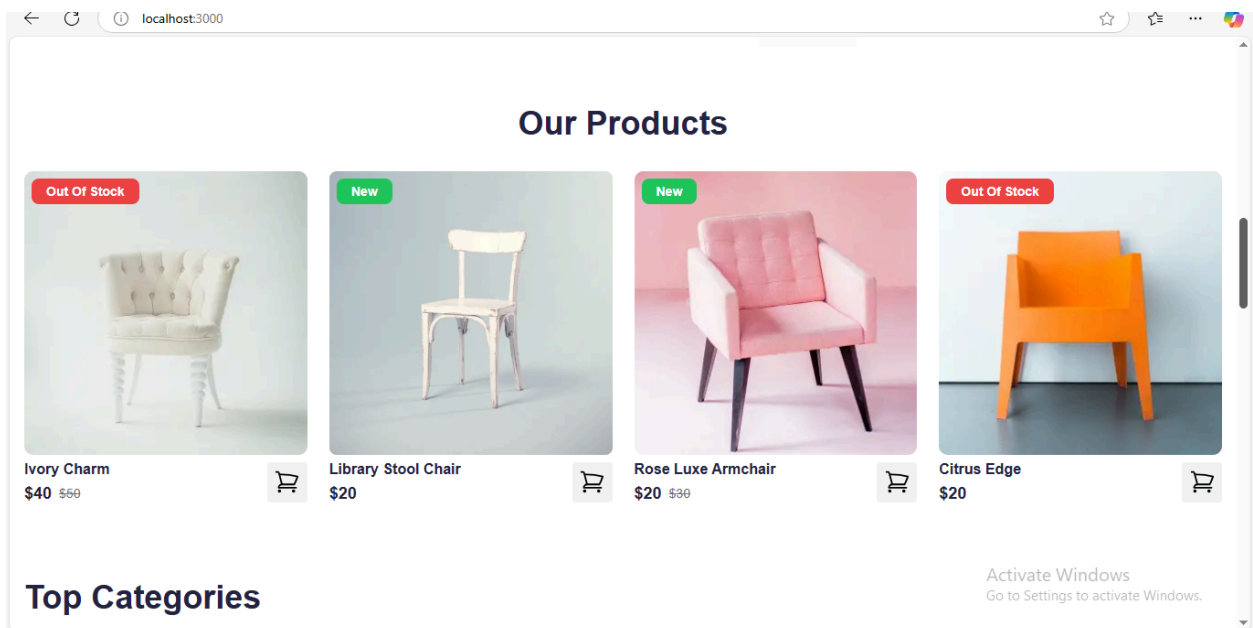 localhost:3000
Our Products
Out Of Stock
New
New
Out Of Stock
Ivory Charm
$40 $50
Library Stool Chair
$20
Rose Luxe Armchair
$20 $30
Citrus Edge
$20
Top Categories
Activate Windows
Go to Settings to activate Windows.